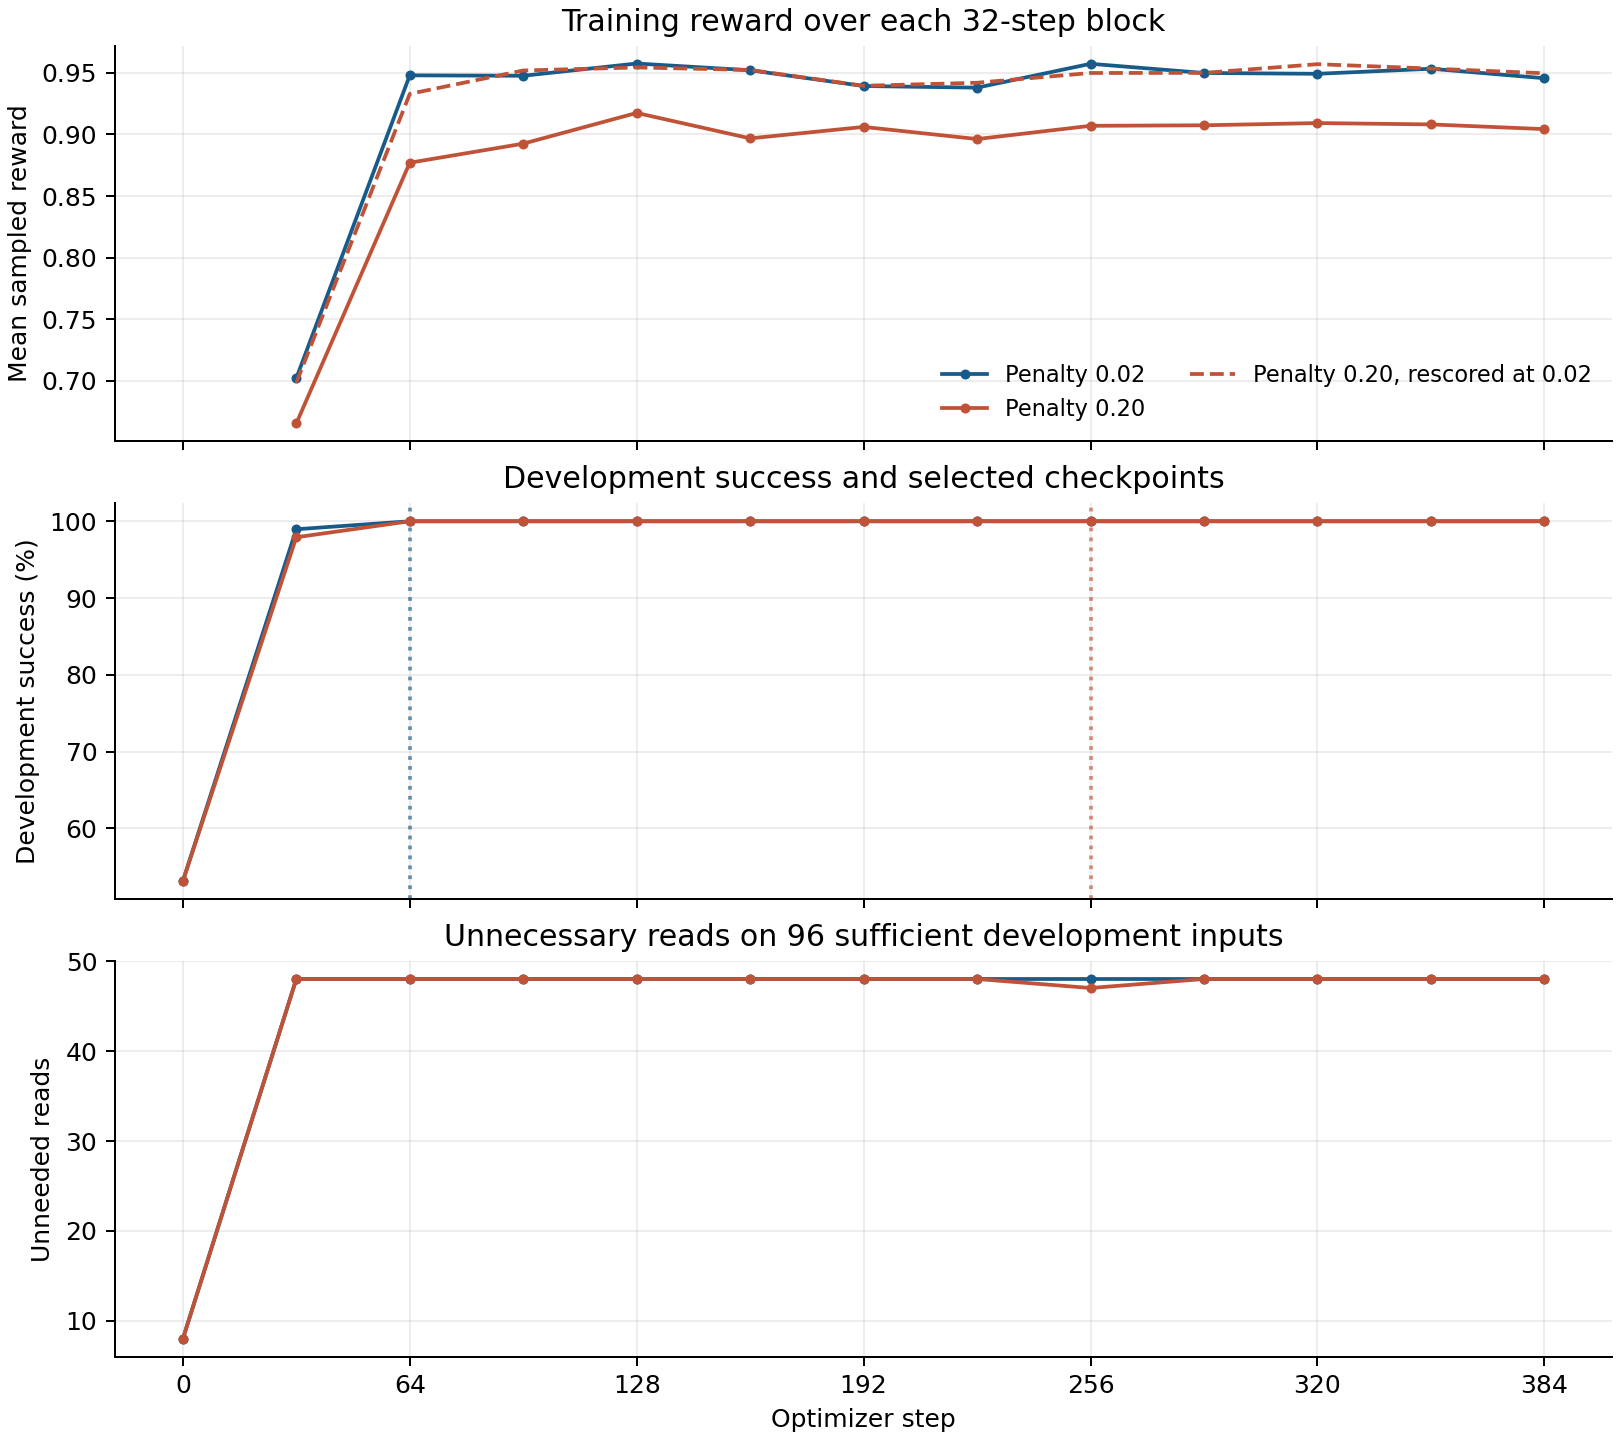 Training reward over each 32-step block
Mean sampled reward
0.95
0.90
0.85
0.80
0.75
0.70
Penalty 0.02
Penalty 0.20
Penalty 0.20, rescored at 0.02
Development success and selected checkpoints
Development success (%)
100
90
80
70
60
Unnecessary reads on 96 sufficient development inputs
Unneeded reads
50
40
30
20
10
0 64 128 192 256 320 384
Optimizer step